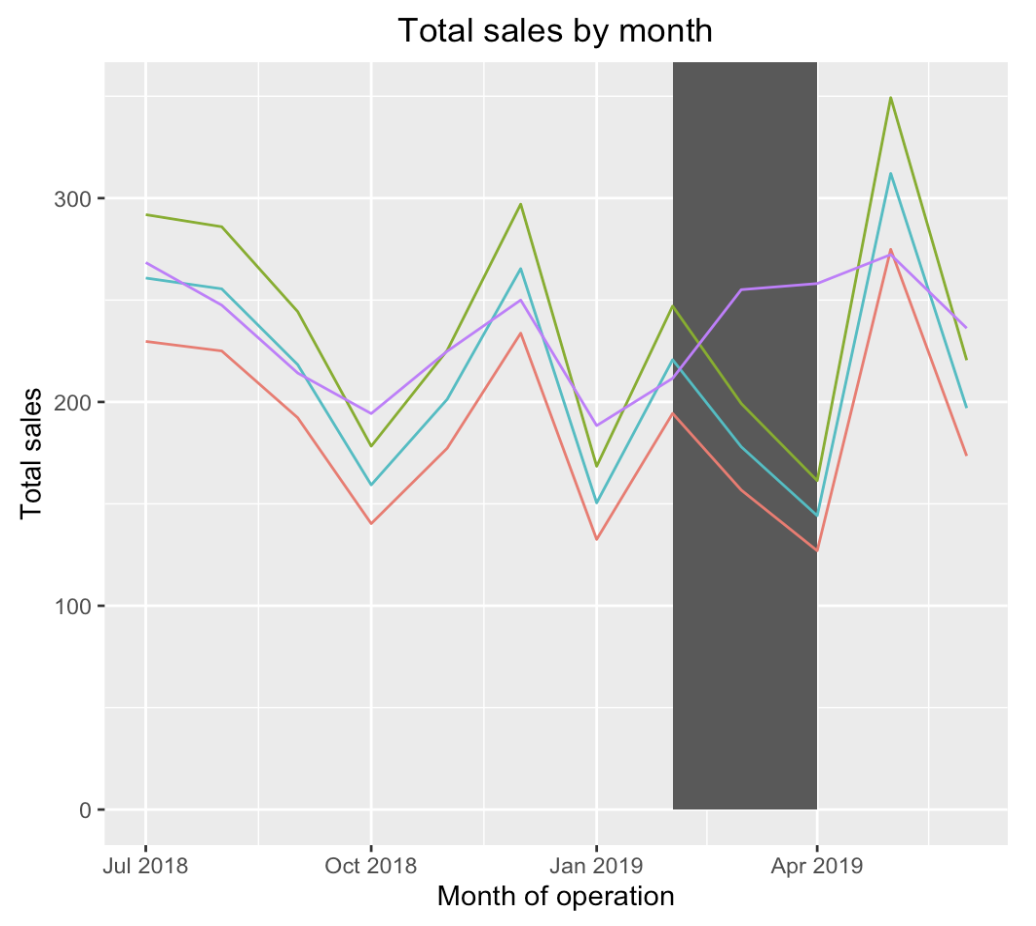 Total sales by month
Total sales
300
200
100
0
Jul 2018 Oct 2018 Jan 2019 Apr 2019
Month of operation